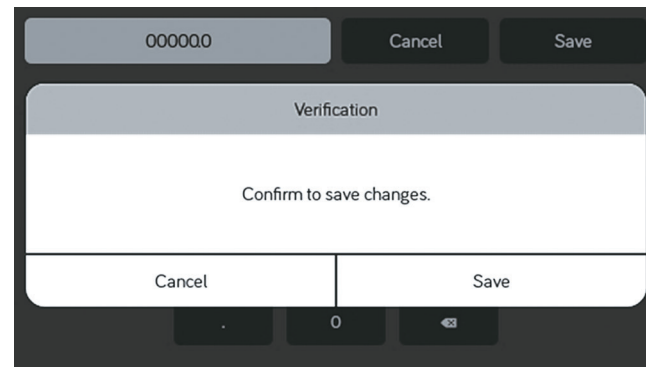 00000.0 Cancel Save
Verification
Confirm to save changes.
Cancel Save
. 0